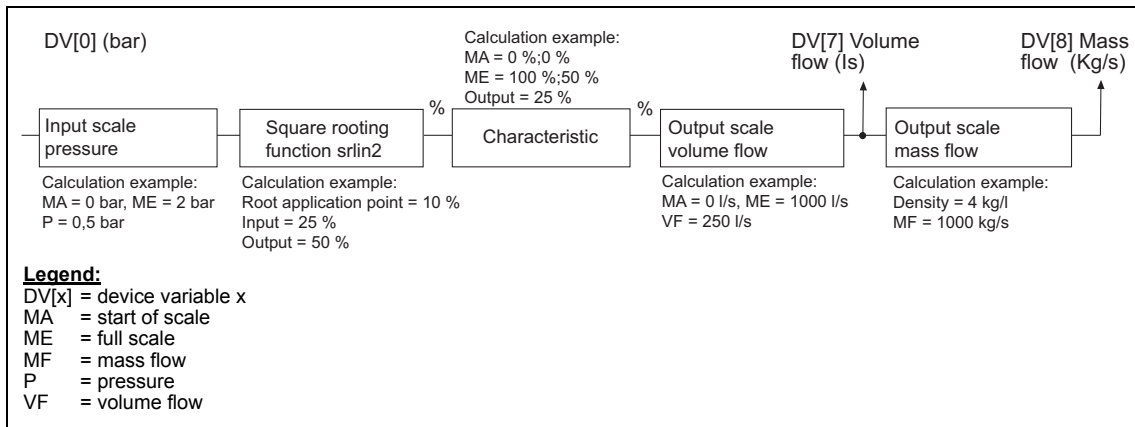 DV[0] (bar)
Calculation example:
MA = 0 %;0 %
ME = 100 %;50 %
Output = 25 %
DV[7] Volume
flow (ls)
DV[8] Mass
flow (Kg/s)
Input scale
pressure
Square rooting
function srlin2
%
Characteristic
%
Output scale
volume flow
Output scale
mass flow
Calculation example:
MA = 0 bar, ME = 2 bar
P = 0,5 bar
Calculation example:
Root application point = 10 %
Input = 25 %
Output = 50 %
Calculation example:
MA = 0 l/s, ME = 1000 l/s
VF = 250 l/s
Calculation example:
Density = 4 kg/l
MF = 1000 kg/s
Legend:
DV[x] = device variable x
MA = start of scale
ME = full scale
MF = mass flow
P = pressure
VF = volume flow